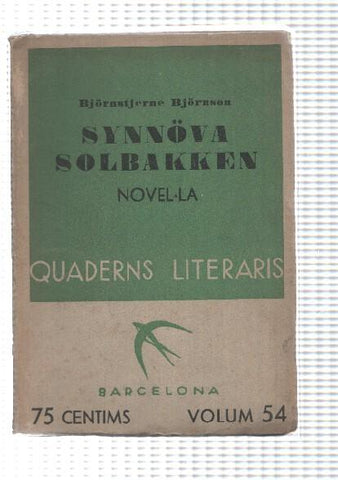 Björnstjerne Björnson
SYNNÖVA
SOLBAKKEN
NOVEL·LA
QUADERNS LITERARIS
BARCELONA
75 CENTIMS VOLUM 54